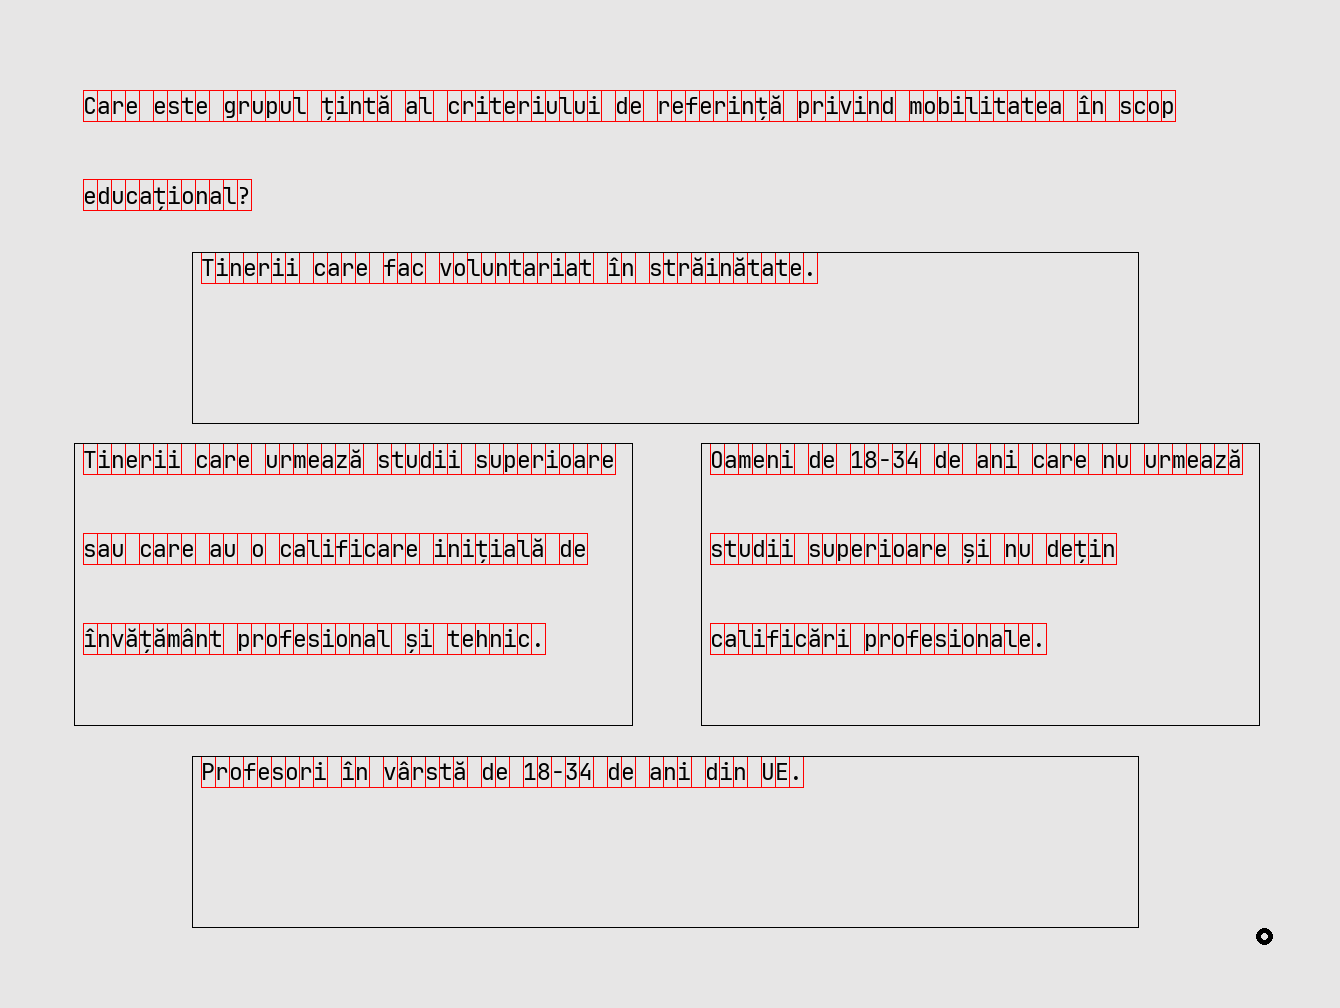 Care este grupul țintă al criteriului de referință privind mobilitatea în scop
educațional?
Tinerii care fac voluntariat în străinătate.
Tinerii care urmează studii superioare
sau care au o calificare inițială de
învățământ profesional și tehnic.
Oameni de 18-34 de ani care nu urmează
studii superioare și nu dețin
calificări profesionale.
Profesori în vârstă de 18-34 de ani din UE.